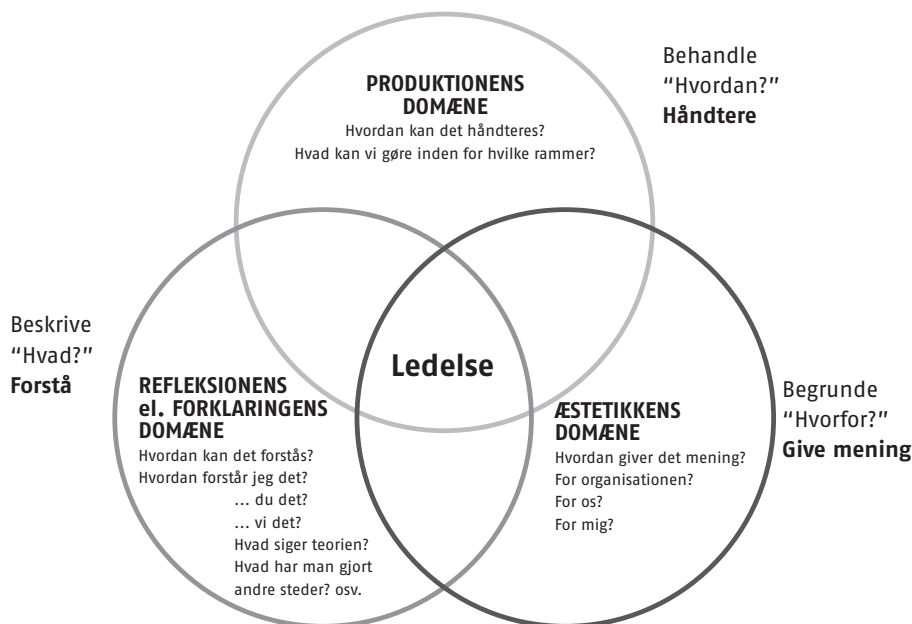 PRODUKTIONENS
DOMÆNE
Hvordan kan det håndteres?
Hvad kan vi gøre inden for hvilke rammer?
Behandle
“Hvordan?”
Håndtere
Beskrive
“Hvad?”
Forstå
Ledelse
REFLEKSIONENS
el. FORKLARINGENS
DOMÆNE
Hvordan kan det forstås?
Hvordan forstår jeg det?
... du det?
... vi det?
Hvad siger teorien?
Hvad har man gjort
andre steder? osv.
ÆSTETIKKENS
DOMÆNE
Hvordan giver det mening?
For organisationen?
For os?
For mig?
Begrunde
“Hvorfor?”
Give mening